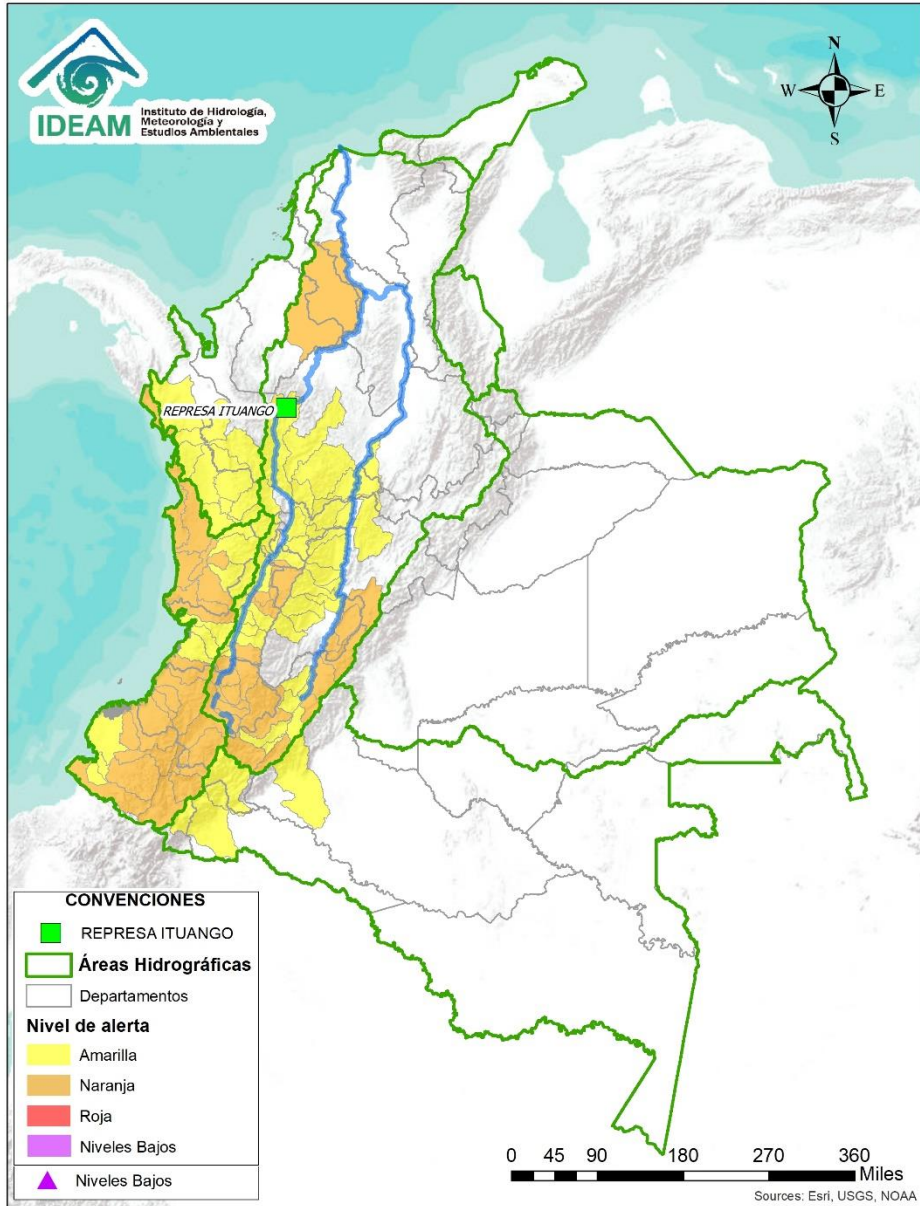 IDEAM
Instituto de Hidrología,
Meteorología y
Estudios Ambientales
N
W
E
S
REPRESA ITUANGO
CONVENCIONES
REPRESA ITUANGO
Áreas Hidrográficas
Departamentos
Nivel de alerta
Amarilla
Naranja
Roja
Niveles Bajos
Niveles Bajos
0 45 90 180 270 360
Miles
Sources: Esri, USGS, NOAA